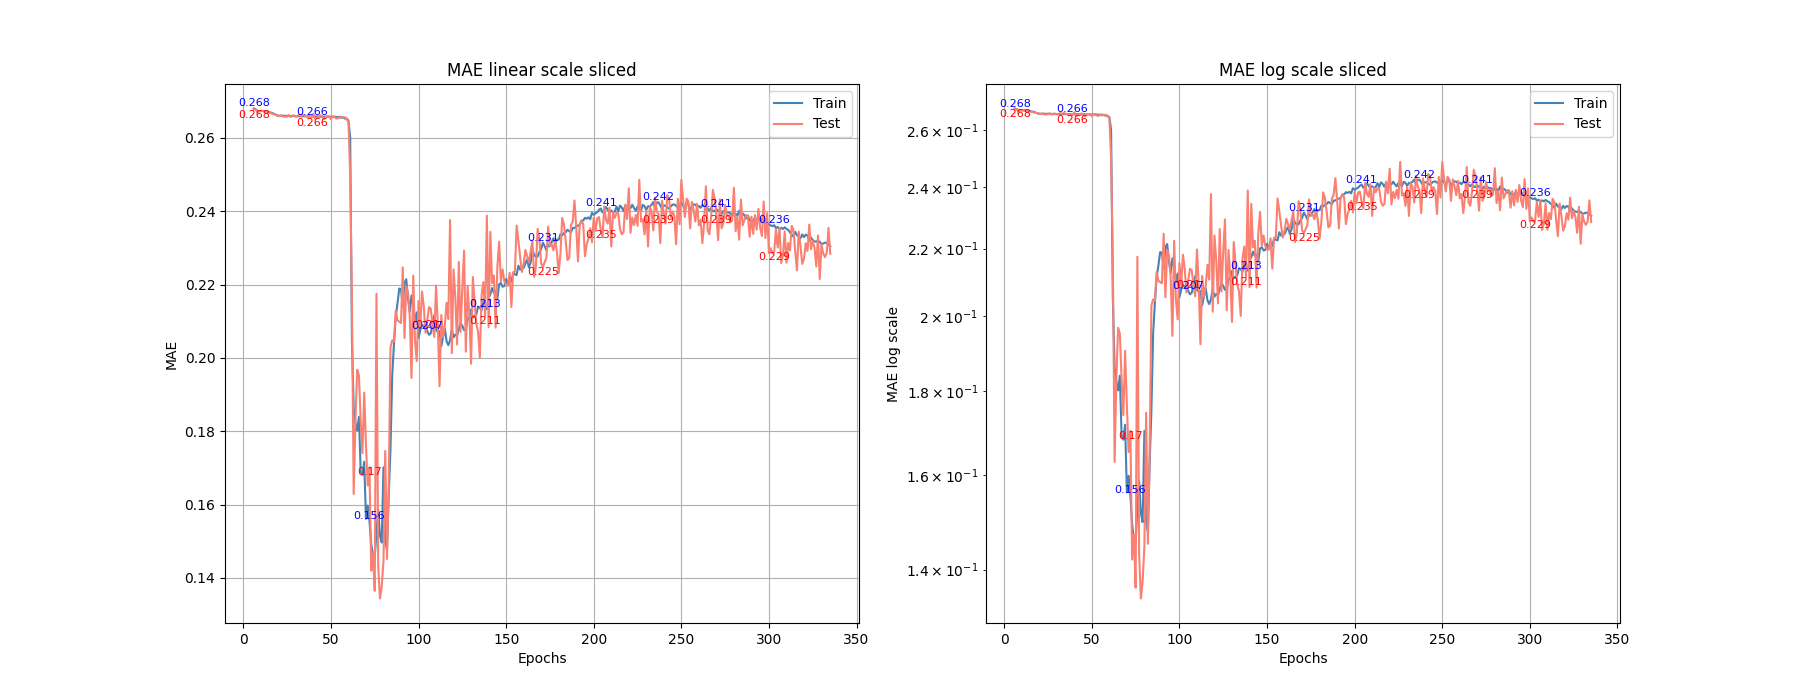 MAE linear scale sliced
MAE
0.26
0.24
0.22
0.20
0.18
0.16
0.14
0 50 100 150 200 250 300 350
Epochs
Train
Test
0.268
0.268
0.266
0.266
0.156
0.17
0.207
0.213
0.211
0.231
0.225
0.241
0.235
0.242
0.239
0.241
0.239
0.236
0.229
MAE log scale sliced
MAE log scale
2.6 × 10⁻¹
2.4 × 10⁻¹
2.2 × 10⁻¹
2 × 10⁻¹
1.8 × 10⁻¹
1.6 × 10⁻¹
1.4 × 10⁻¹
0 50 100 150 200 250 300 350
Epochs
Train
Test
0.268
0.268
0.266
0.266
0.156
0.17
0.207
0.213
0.211
0.231
0.225
0.241
0.235
0.242
0.239
0.241
0.239
0.236
0.229